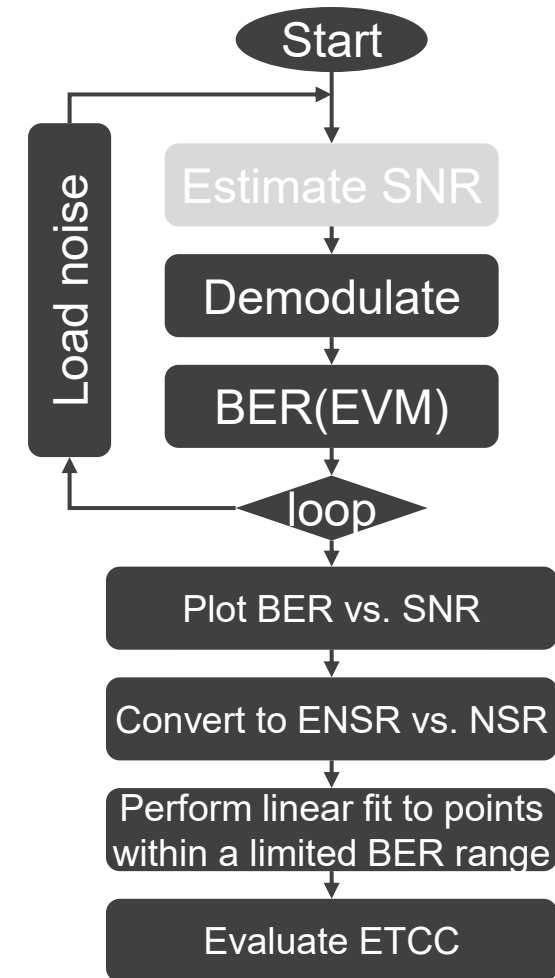 Start
Load noise
Estimate SNR
Demodulate
BER(EVM)
loop
Plot BER vs. SNR
Convert to ENSR vs. NSR
Perform linear fit to points
within a limited BER range
Evaluate ETCC